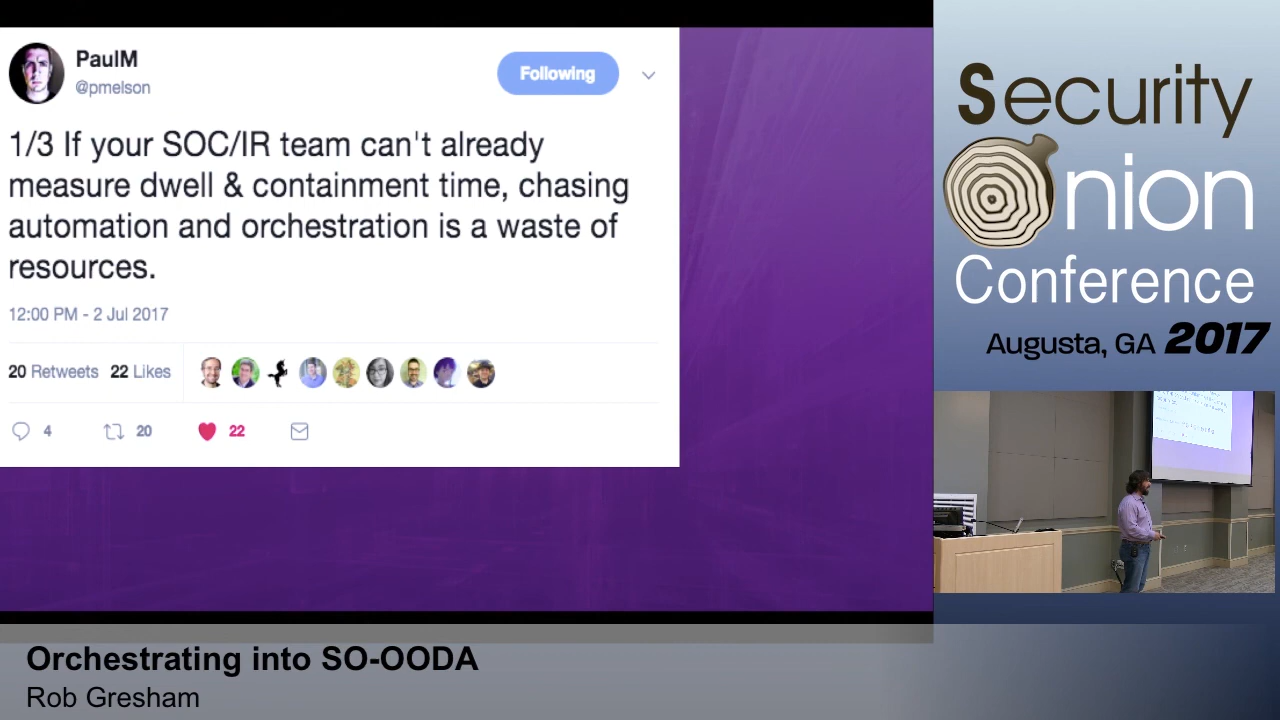 PaulM
@pmelson
Following
1/3 If your SOC/IR team can't already
measure dwell & containment time, chasing
automation and orchestration is a waste of
resources.
12:00 PM - 2 Jul 2017
20 Retweets 22 Likes
4 20 22
Security
Onion
Conference
Augusta, GA 2017
Orchestrating into SO-OODA
Rob Gresham